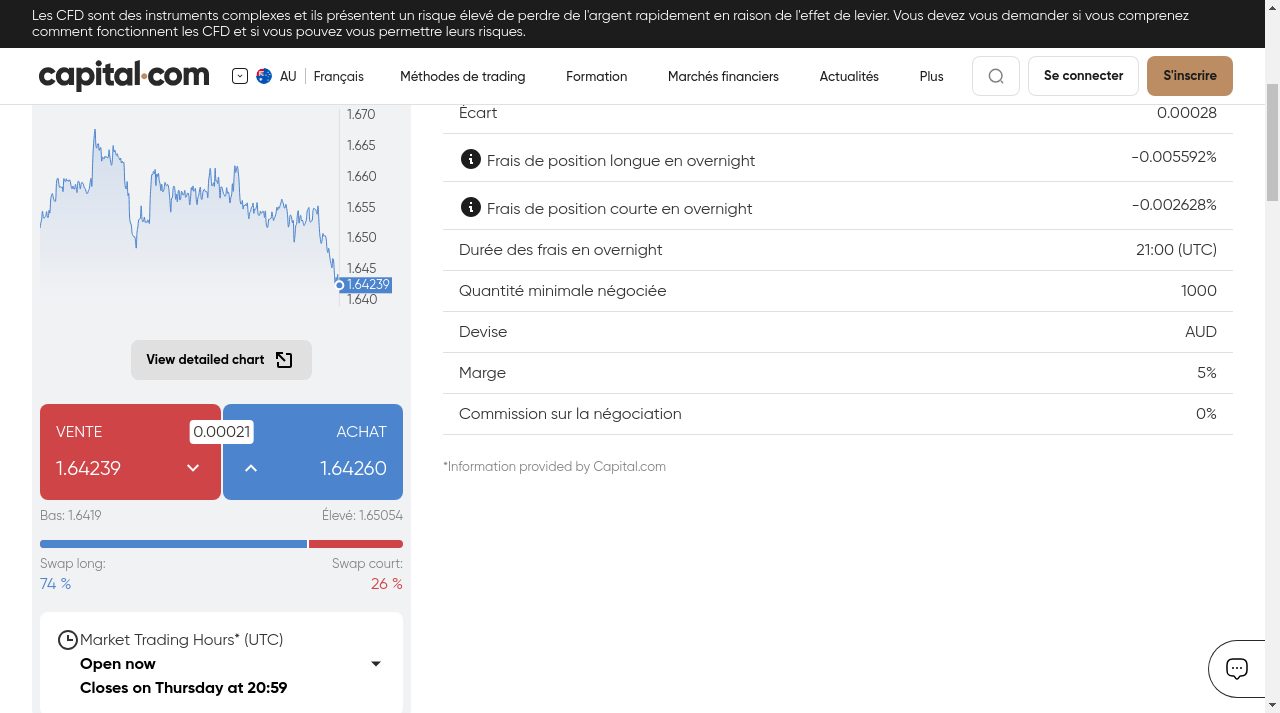 Les CFD sont des instruments complexes et ils présentent un risque élevé de perdre de l'argent rapidement en raison de l'effet de levier. Vous devez vous demander si vous comprenez
comment fonctionnent les CFD et si vous pouvez vous permettre leurs risques.
capital.com
AU
Français
Méthodes de trading
Formation
Marchés financiers
Actualités
Plus
Se connecter
S'inscrire
1.670
1.665
1.660
1.655
1.650
1.645
1.64239
1.640
View detailed chart
VENTE
0.00021
ACHAT
1.64239
1.64260
Bas: 1.6419
Élevé: 1.65054
Swap long:
Swap court:
74 %
26 %
Market Trading Hours* (UTC)
Open now
Closes on Thursday at 20:59
Écart
0.00028
Frais de position longue en overnight
-0.005592%
Frais de position courte en overnight
-0.002628%
Durée des frais en overnight
21:00 (UTC)
Quantité minimale négociée
1000
Devise
AUD
Marge
5%
Commission sur la négociation
0%
*Information provided by Capital.com